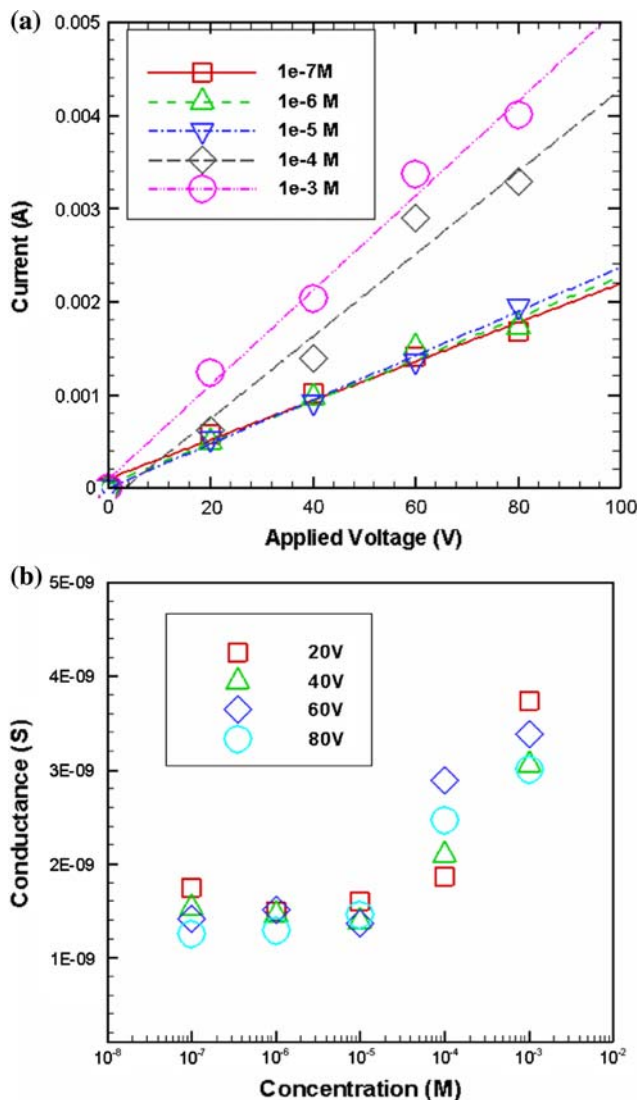 (a)
0.005
0.004
0.003
0.002
0.001
0
Current (A)
1e-7M
1e-6 M
1e-5 M
1e-4 M
1e-3 M
0 20 40 60 80 100
Applied Voltage (V)
(b)
5E-09
4E-09
3E-09
2E-09
1E-09
Conductance (S)
20V
40V
60V
80V
10-8 10-7 10-6 10-5 10-4 10-3 10-2
Concentration (M)